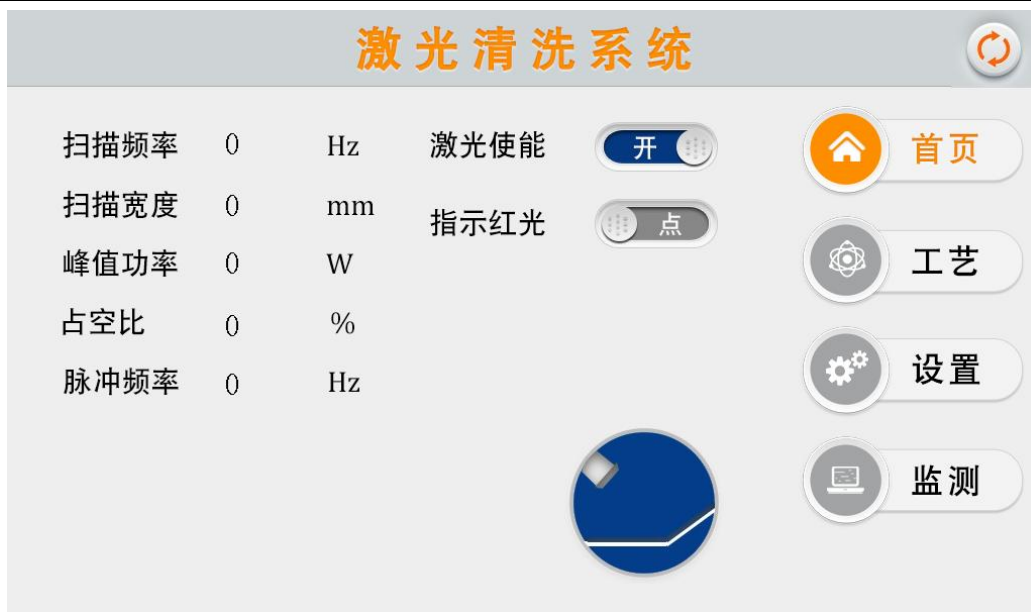 激光清洗系统
扫描频率 0 Hz
扫描宽度 0 mm
峰值功率 0 W
占空比 0 %
脉冲频率 0 Hz
激光使能 开
指示红光 点
首页
工艺
设置
监测